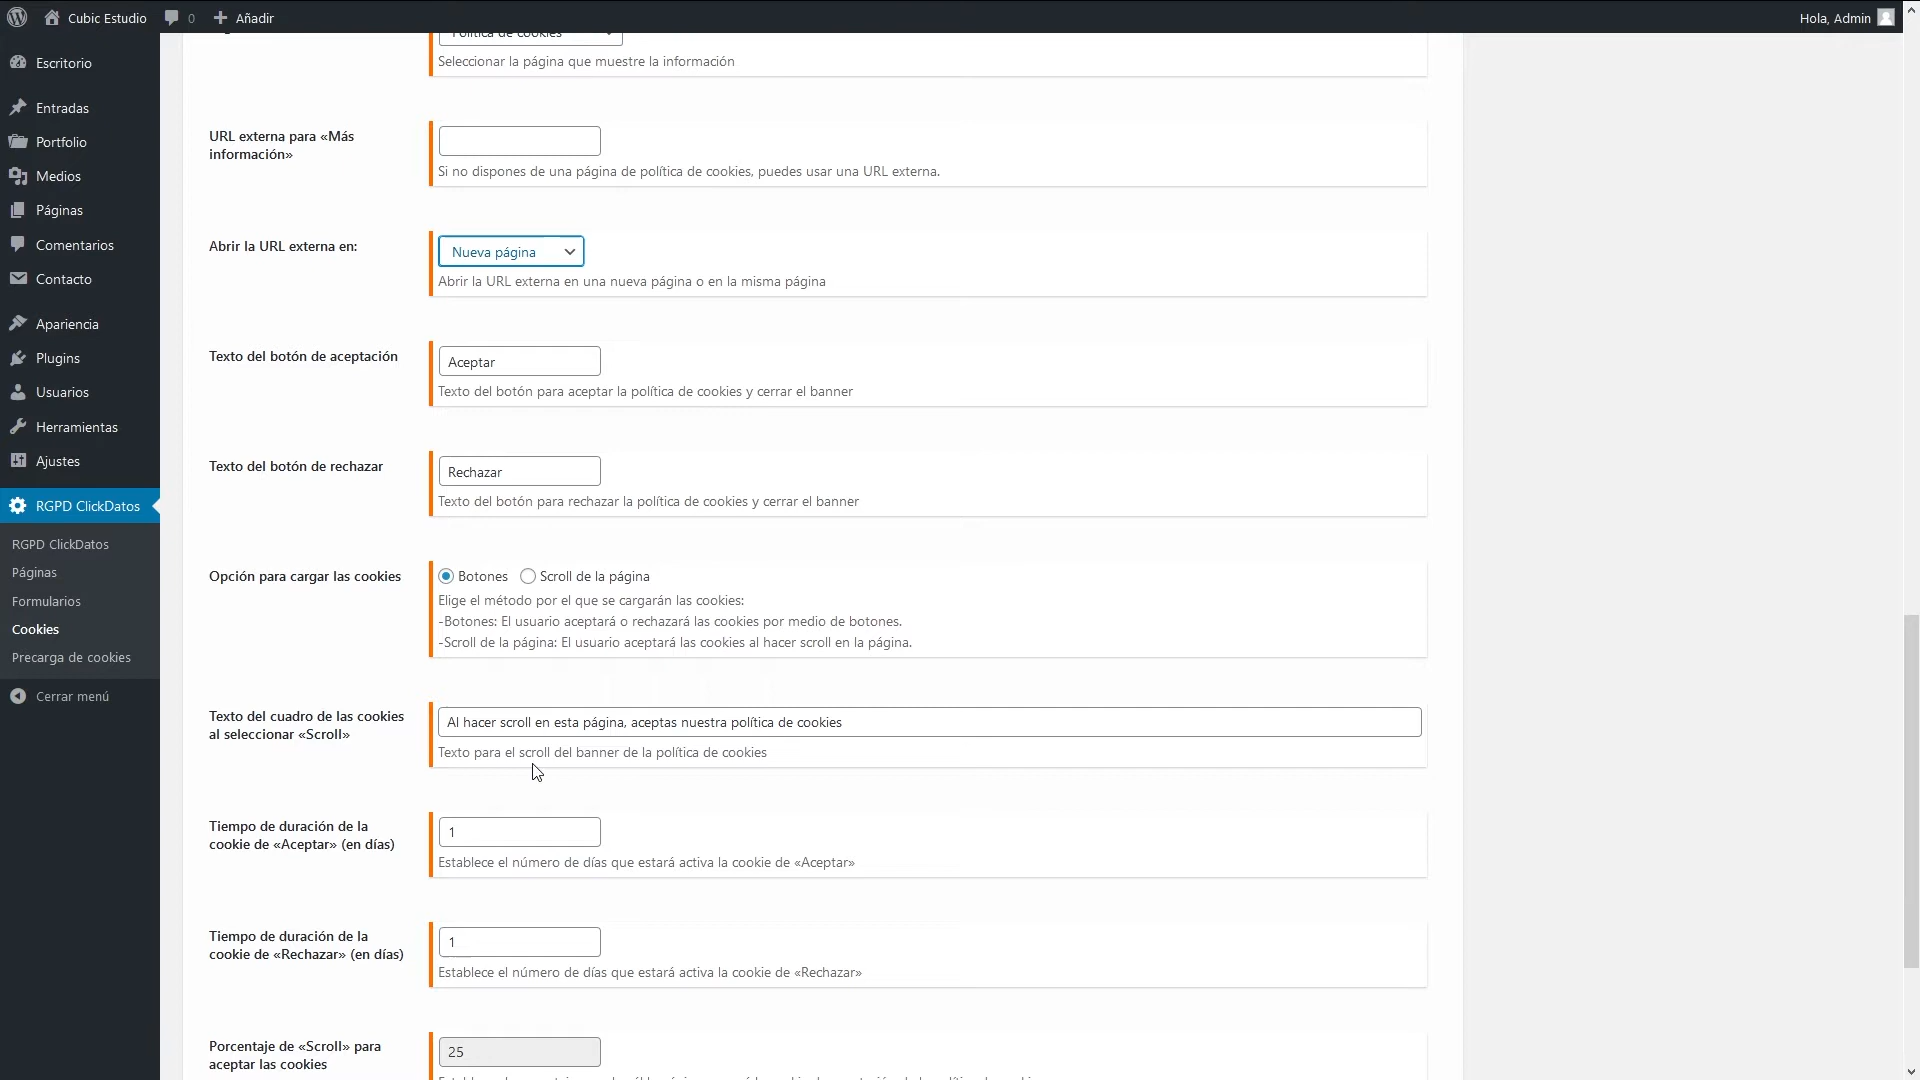 Cubic Estudio
0
Añadir
Hola, Admin
Escritorio
Entradas
Portfolio
Medios
Páginas
Comentarios
Contacto
Apariencia
Plugins
Usuarios
Herramientas
Ajustes
RGPD ClickDatos
RGPD ClickDatos
Páginas
Formularios
Cookies
Precarga de cookies
Cerrar menú
Política de cookies
Seleccionar la página que muestre la información
URL externa para «Más
información»
Si no dispones de una página de política de cookies, puedes usar una URL externa.
Abrir la URL externa en:
Nueva página
Abrir la URL externa en una nueva página o en la misma página
Texto del botón de aceptación
Aceptar
Texto del botón para aceptar la política de cookies y cerrar el banner
Texto del botón de rechazar
Rechazar
Texto del botón para rechazar la política de cookies y cerrar el banner
Opción para cargar las cookies
Botones Scroll de la página
Elige el método por el que se cargarán las cookies:
-Botones: El usuario aceptará o rechazará las cookies por medio de botones.
-Scroll de la página: El usuario aceptará las cookies al hacer scroll en la página.
Texto del cuadro de las cookies
al seleccionar «Scroll»
Al hacer scroll en esta página, aceptas nuestra política de cookies
Texto para el scroll del banner de la política de cookies
Tiempo de duración de la
cookie de «Aceptar» (en días)
1
Establece el número de días que estará activa la cookie de «Aceptar»
Tiempo de duración de la
cookie de «Rechazar» (en días)
1
Establece el número de días que estará activa la cookie de «Rechazar»
Porcentaje de «Scroll» para
aceptar las cookies
25